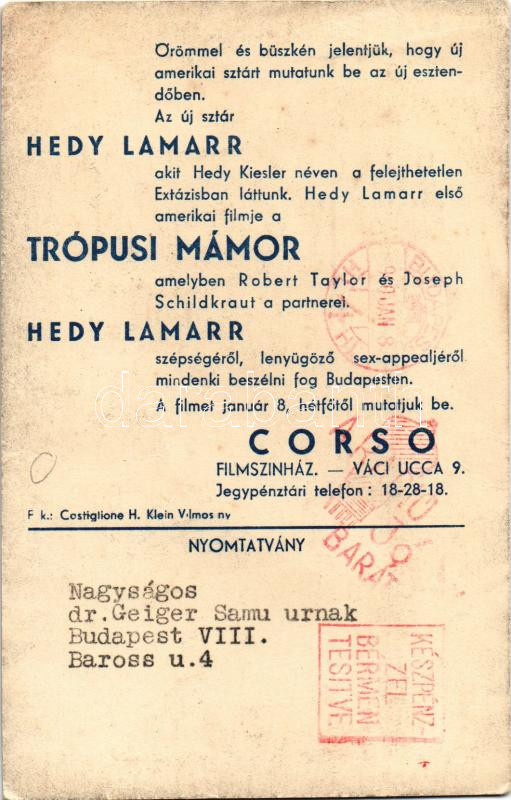 Örömmel és büszkén jelentjük, hogy új
amerikai sztárt mutatunk be az új eszten-
dőben.
Az új sztár
HEDY LAMARR
akit Hedy Kiesler néven a felejthetetlen
Extázisban láttunk. Hedy Lamarr első
amerikai filmje a
TRÓPUSI MÁMOR
amelyben Robert Taylor és Joseph
Schildkraut a partnerei.
HEDY LAMARR
szépségéről, lenyügöző sex-appealjéről
mindenki beszélni fog Budapesten.
A filmet január 8, hétfőtől mutatjuk be.
CORSO
FILMSZINHÁZ. — VÁCI UCCA 9.
Jegypénztári telefon: 18-28-18.
F k.: Costiglione H. Klein Vilmos ny
NYOMTATVÁNY
Nagyságos
dr.Geiger Samu urnak
Budapest VIII.
Baross u.4
KÉSZPÉNZ-
ZEL
BÉRMEN
TESITVE
darabanth